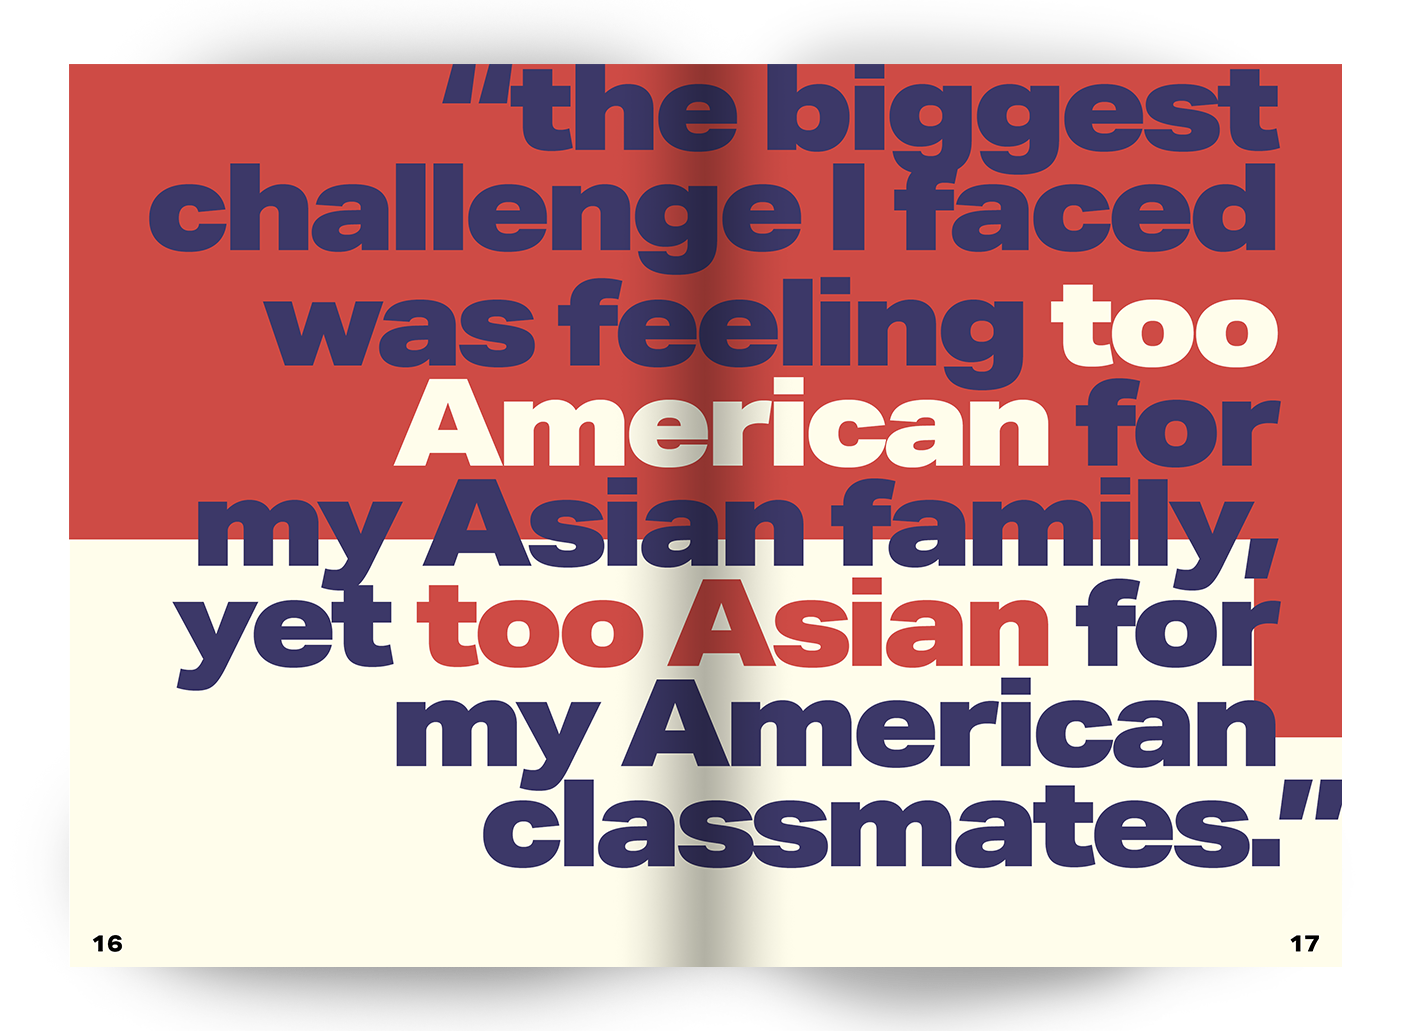 “the biggest
challenge I faced
was feeling too
American for
my Asian family,
yet too Asian for
my American
classmates.”
16
17